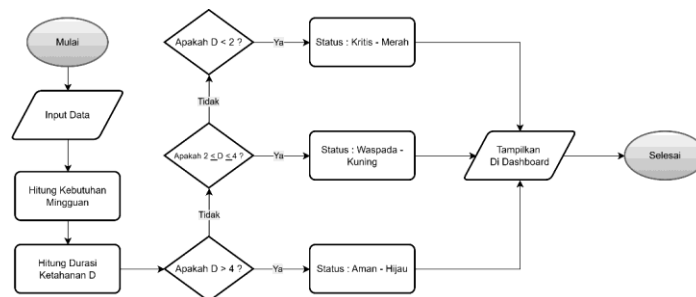 Mulai
Input Data
Hitung Kebutuhan
Mingguan
Hitung Durasi
Ketahanan D
Apakah D > 4 ?
Ya
Status : Aman - Hijau
Tidak
Apakah 2 ≤ D ≤ 4 ?
Ya
Status : Waspada -
Kuning
Tidak
Apakah D < 2 ?
Ya
Status : Kritis - Merah
Tampilkan
Di Dashboard
Selesai